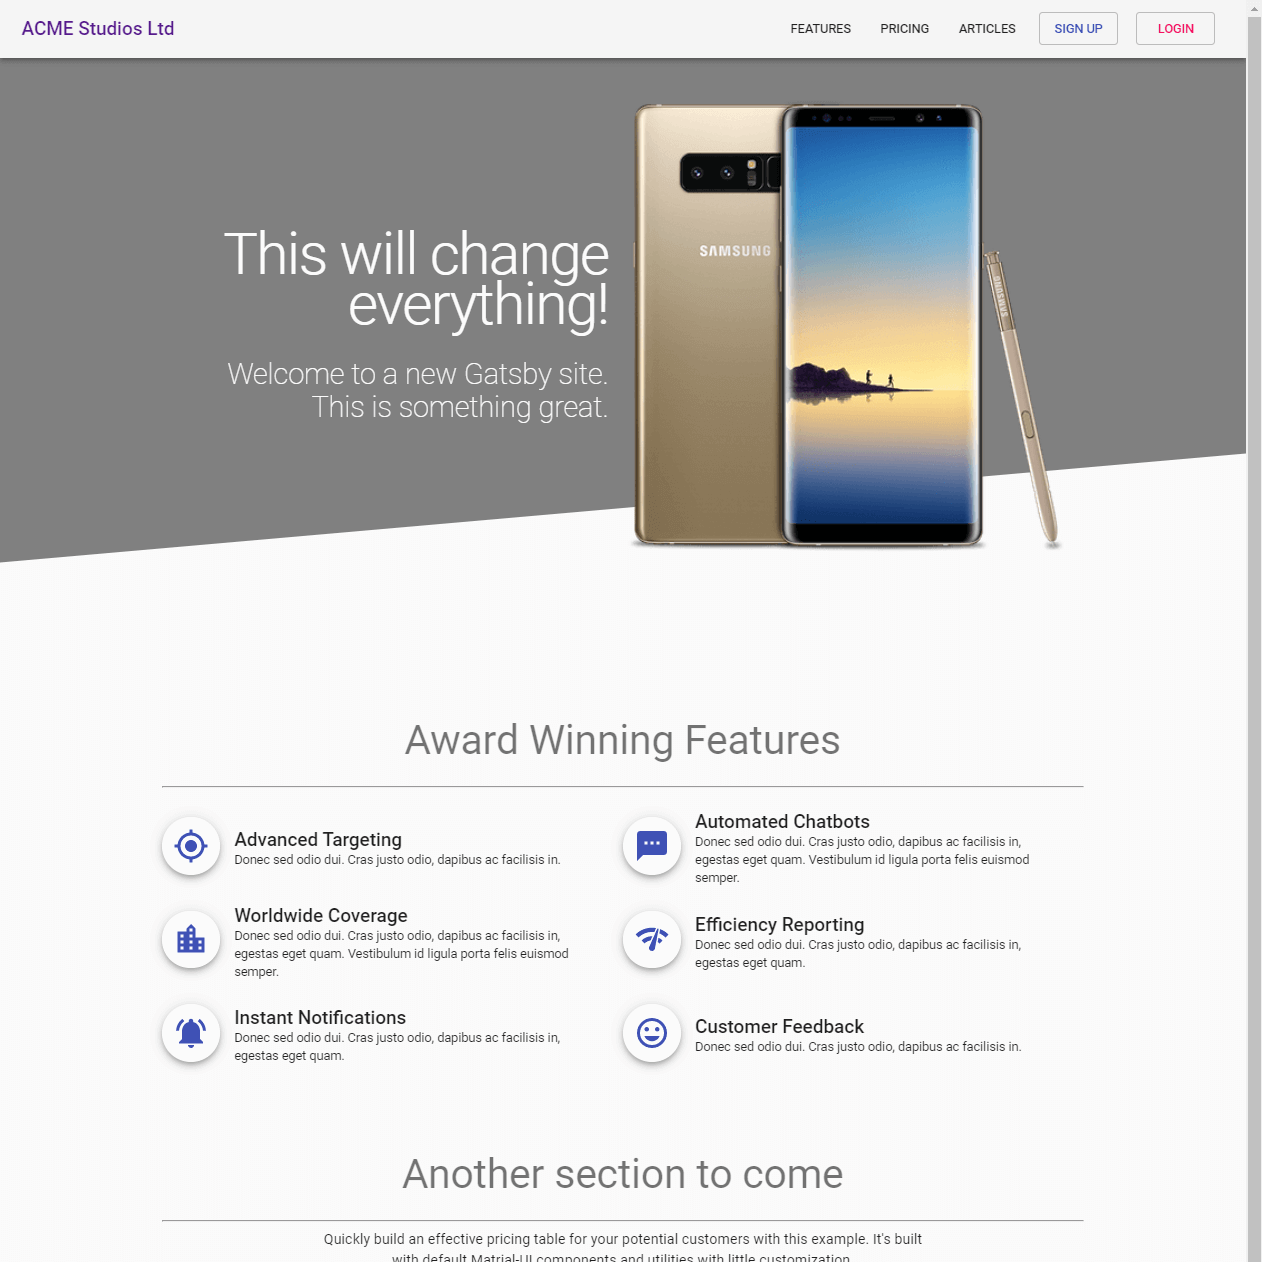 ACME Studios Ltd
FEATURES
PRICING
ARTICLES
SIGN UP
LOGIN
SAMSUNG
SAMSUNG
This will change
everything!
Welcome to a new Gatsby site.
This is something great.
Award Winning Features
Advanced Targeting
Donec sed odio dui. Cras justo odio, dapibus ac facilisis in.
Automated Chatbots
Donec sed odio dui. Cras justo odio, dapibus ac facilisis in,
egestas eget quam. Vestibulum id ligula porta felis euismod
semper.
Worldwide Coverage
Donec sed odio dui. Cras justo odio, dapibus ac facilisis in,
egestas eget quam. Vestibulum id ligula porta felis euismod
semper.
Efficiency Reporting
Donec sed odio dui. Cras justo odio, dapibus ac facilisis in,
egestas eget quam.
Instant Notifications
Donec sed odio dui. Cras justo odio, dapibus ac facilisis in,
egestas eget quam.
Customer Feedback
Donec sed odio dui. Cras justo odio, dapibus ac facilisis in.
Another section to come
Quickly build an effective pricing table for your potential customers with this example. It's built
with default Matrial-UI components and utilities with little customization.